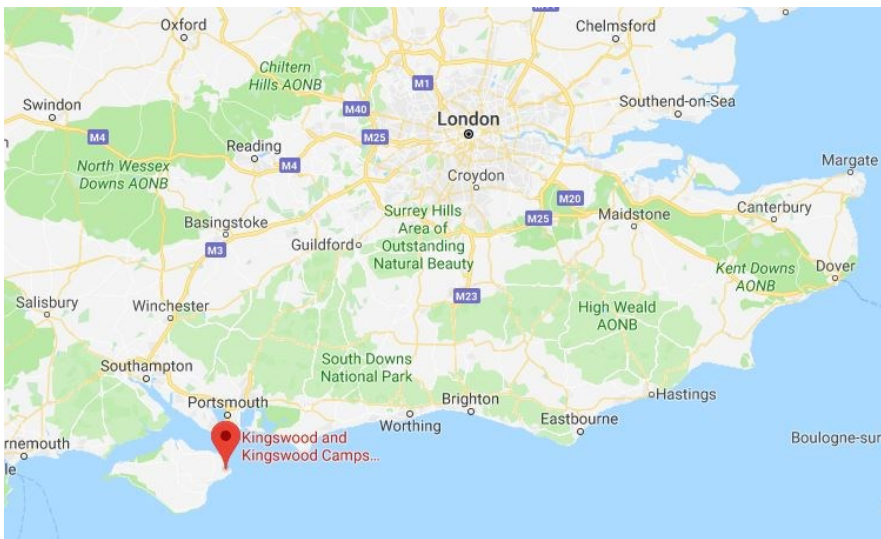 Oxford
Chelmsford
Chiltern
Hills AONB
M1
Swindon
M40
Southend-on-Sea
London
M4
M25
Reading
M4
North Wessex
Downs AONB
Croydon
Margate
M20
Surrey Hills
Area of
Outstanding
Natural Beauty
M25
Maidstone
Canterbury
Basingstoke
M3
Guildford
Kent Downs
AONB
Dover
M23
Salisbury
Winchester
High Weald
AONB
South Downs
National Park
Southampton
Hastings
Portsmouth
Brighton
Worthing
Eastbourne
Kingswood and
Kingswood Camps...
rnemouth
le
Boulogne-sur